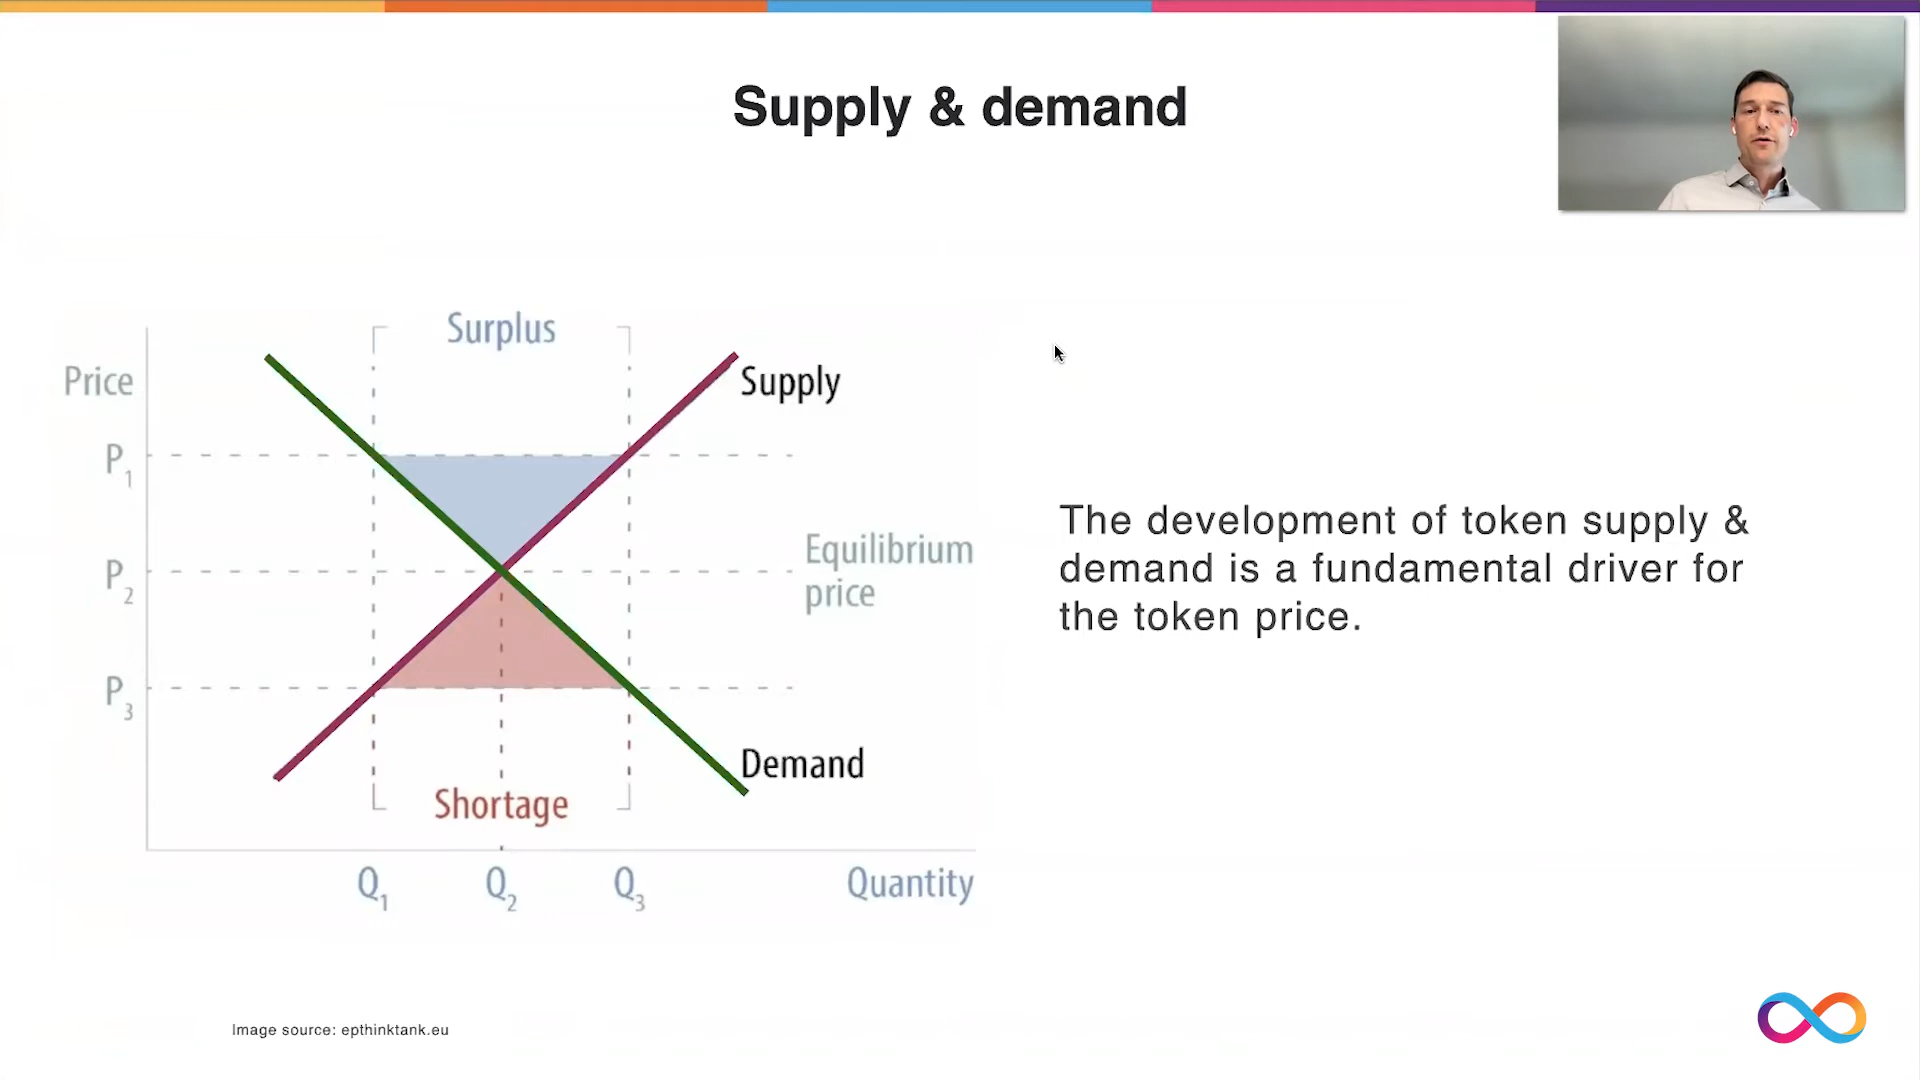 Supply & demand
Surplus
Price
Supply
P1
Equilibrium
price
P2
P3
Demand
Shortage
Q1 Q2 Q3 Quantity
The development of token supply &
demand is a fundamental driver for
the token price.
Image source: epthinktank.eu